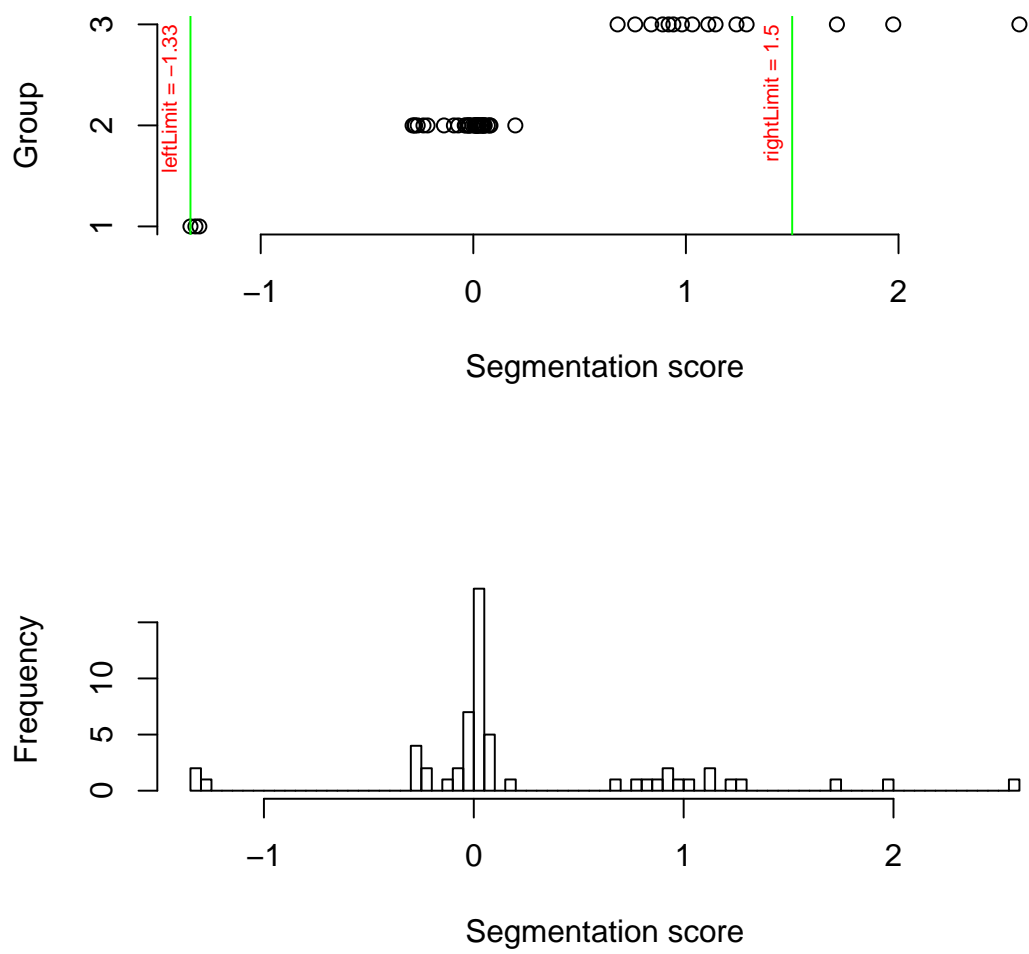 3
2
1
Group
leftLimit = −1.33
rightLimit = 1.5
−1 0 1 2
Segmentation score
10
5
0
Frequency
−1 0 1 2
Segmentation score